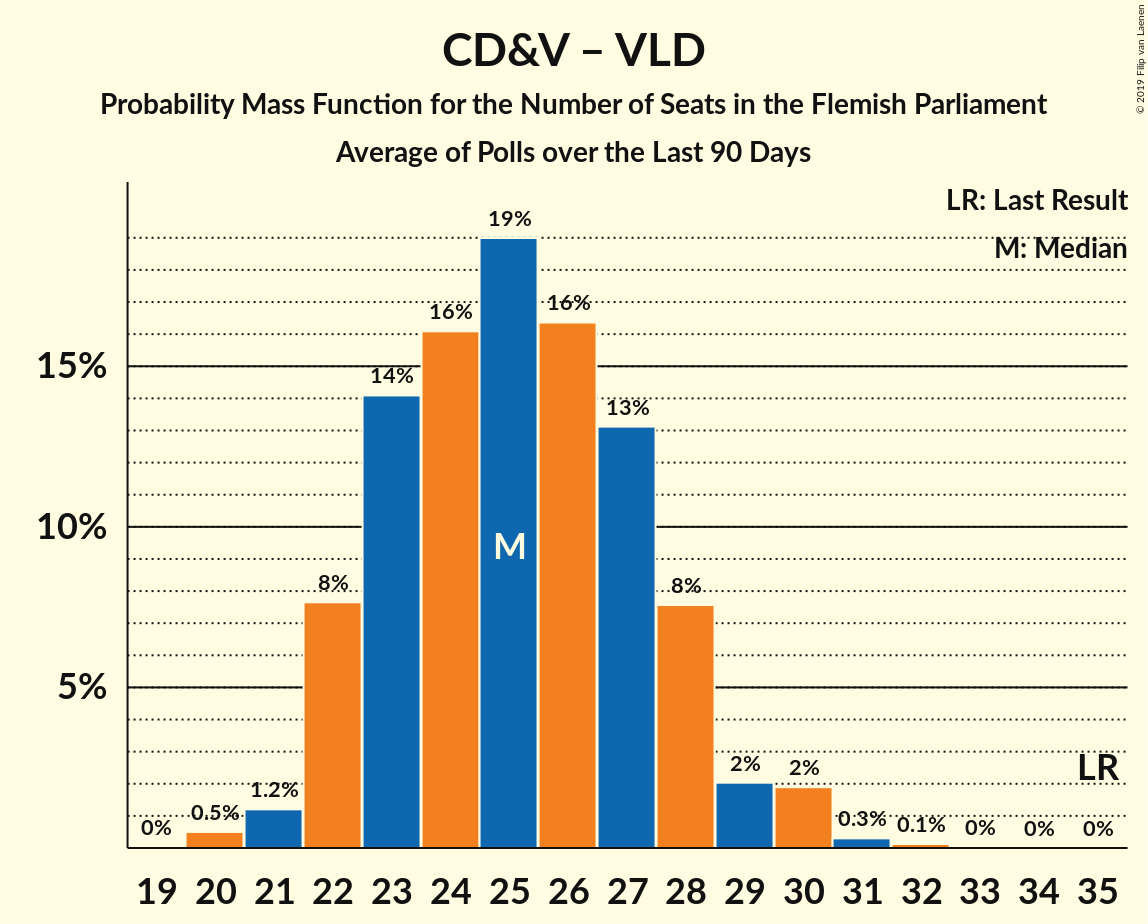 CD&V – VLD
Probability Mass Function for the Number of Seats in the Flemish Parliament
Average of Polls over the Last 90 Days
© 2019 Filip van Laenen
LR: Last Result
M: Median
19%
16%
16%
15%
14%
13%
10%
M
8%
8%
5%
2%
2%
LR
1.2%
0.5%
0.3%
0.1%
0%
0%
0%
0%
19 20 21 22 23 24 25 26 27 28 29 30 31 32 33 34 35